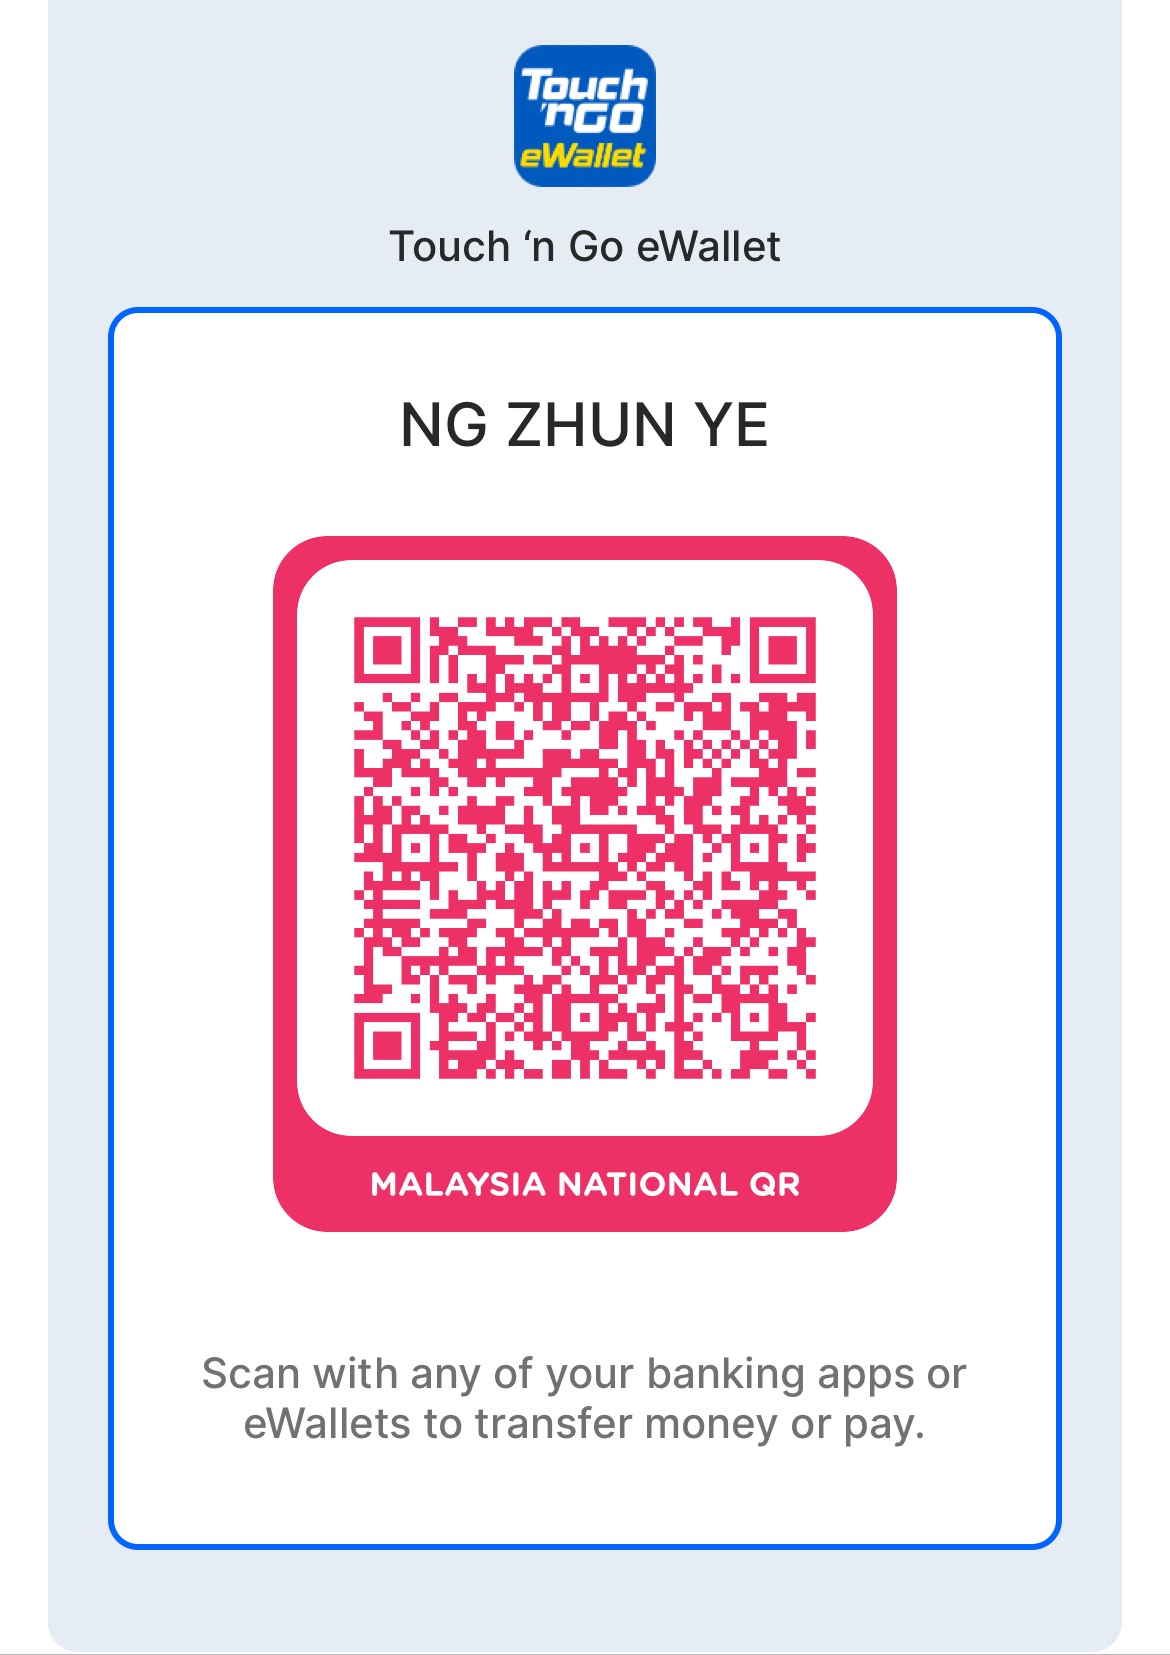 Touch
'nGO
eWallet
Touch ‘n Go eWallet
NG ZHUN YE
MALAYSIA NATIONAL QR
Scan with any of your banking apps or
eWallets to transfer money or pay.